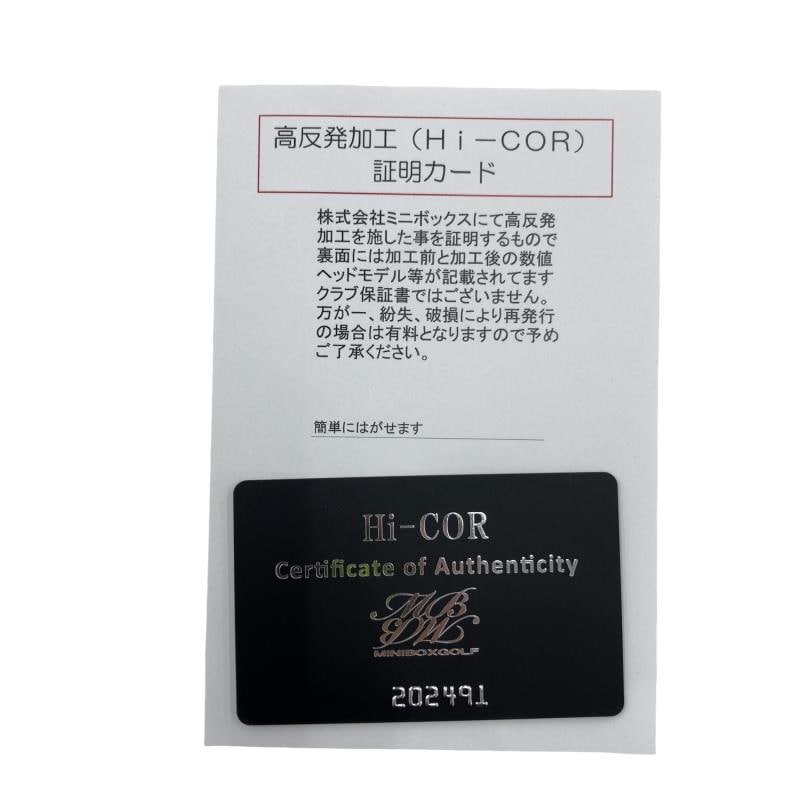 高反発加工（Ｈｉ－ＣＯＲ）
証明カード
株式会社ミニボックスにて高反発
加工を施した事を証明するもので
裏面には加工前と加工後の数値
ヘッドモデル等が記載されてます
クラブ保証書ではございません。
万が一、紛失、破損により再発行
の場合は有料となりますので予め
ご了承ください。
簡単にはがせます
Hi-COR
Certificate of Authenticity
MINIBOXGOLF
202491